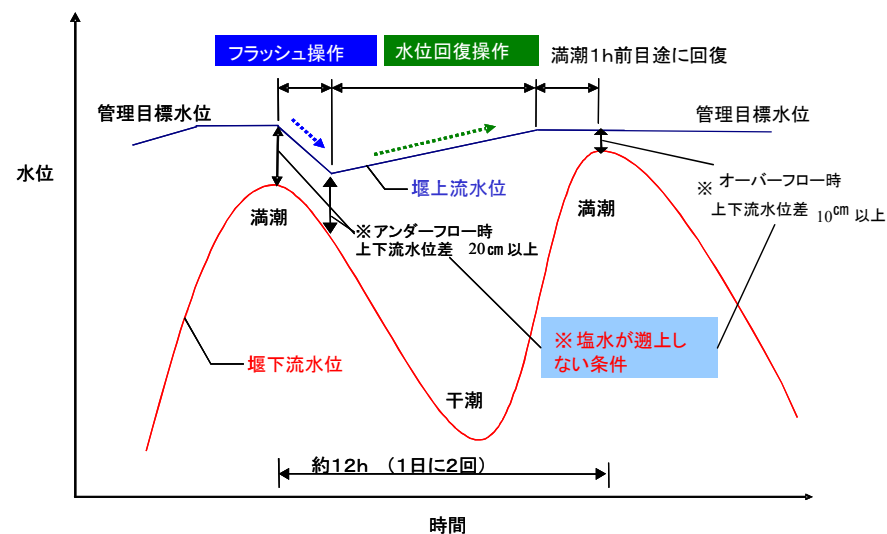 フラッシュ操作
水位回復操作
満潮1h前目途に回復
管理目標水位
管理目標水位
水位
堰上流水位
※ オーバーフロー時
上下流水位差 10cm 以上
満潮
※アンダーフロー時
上下流水位差 20cm以上
満潮
※塩水が遡上し
ない条件
堰下流水位
干潮
約12h (1日に2回)
時間